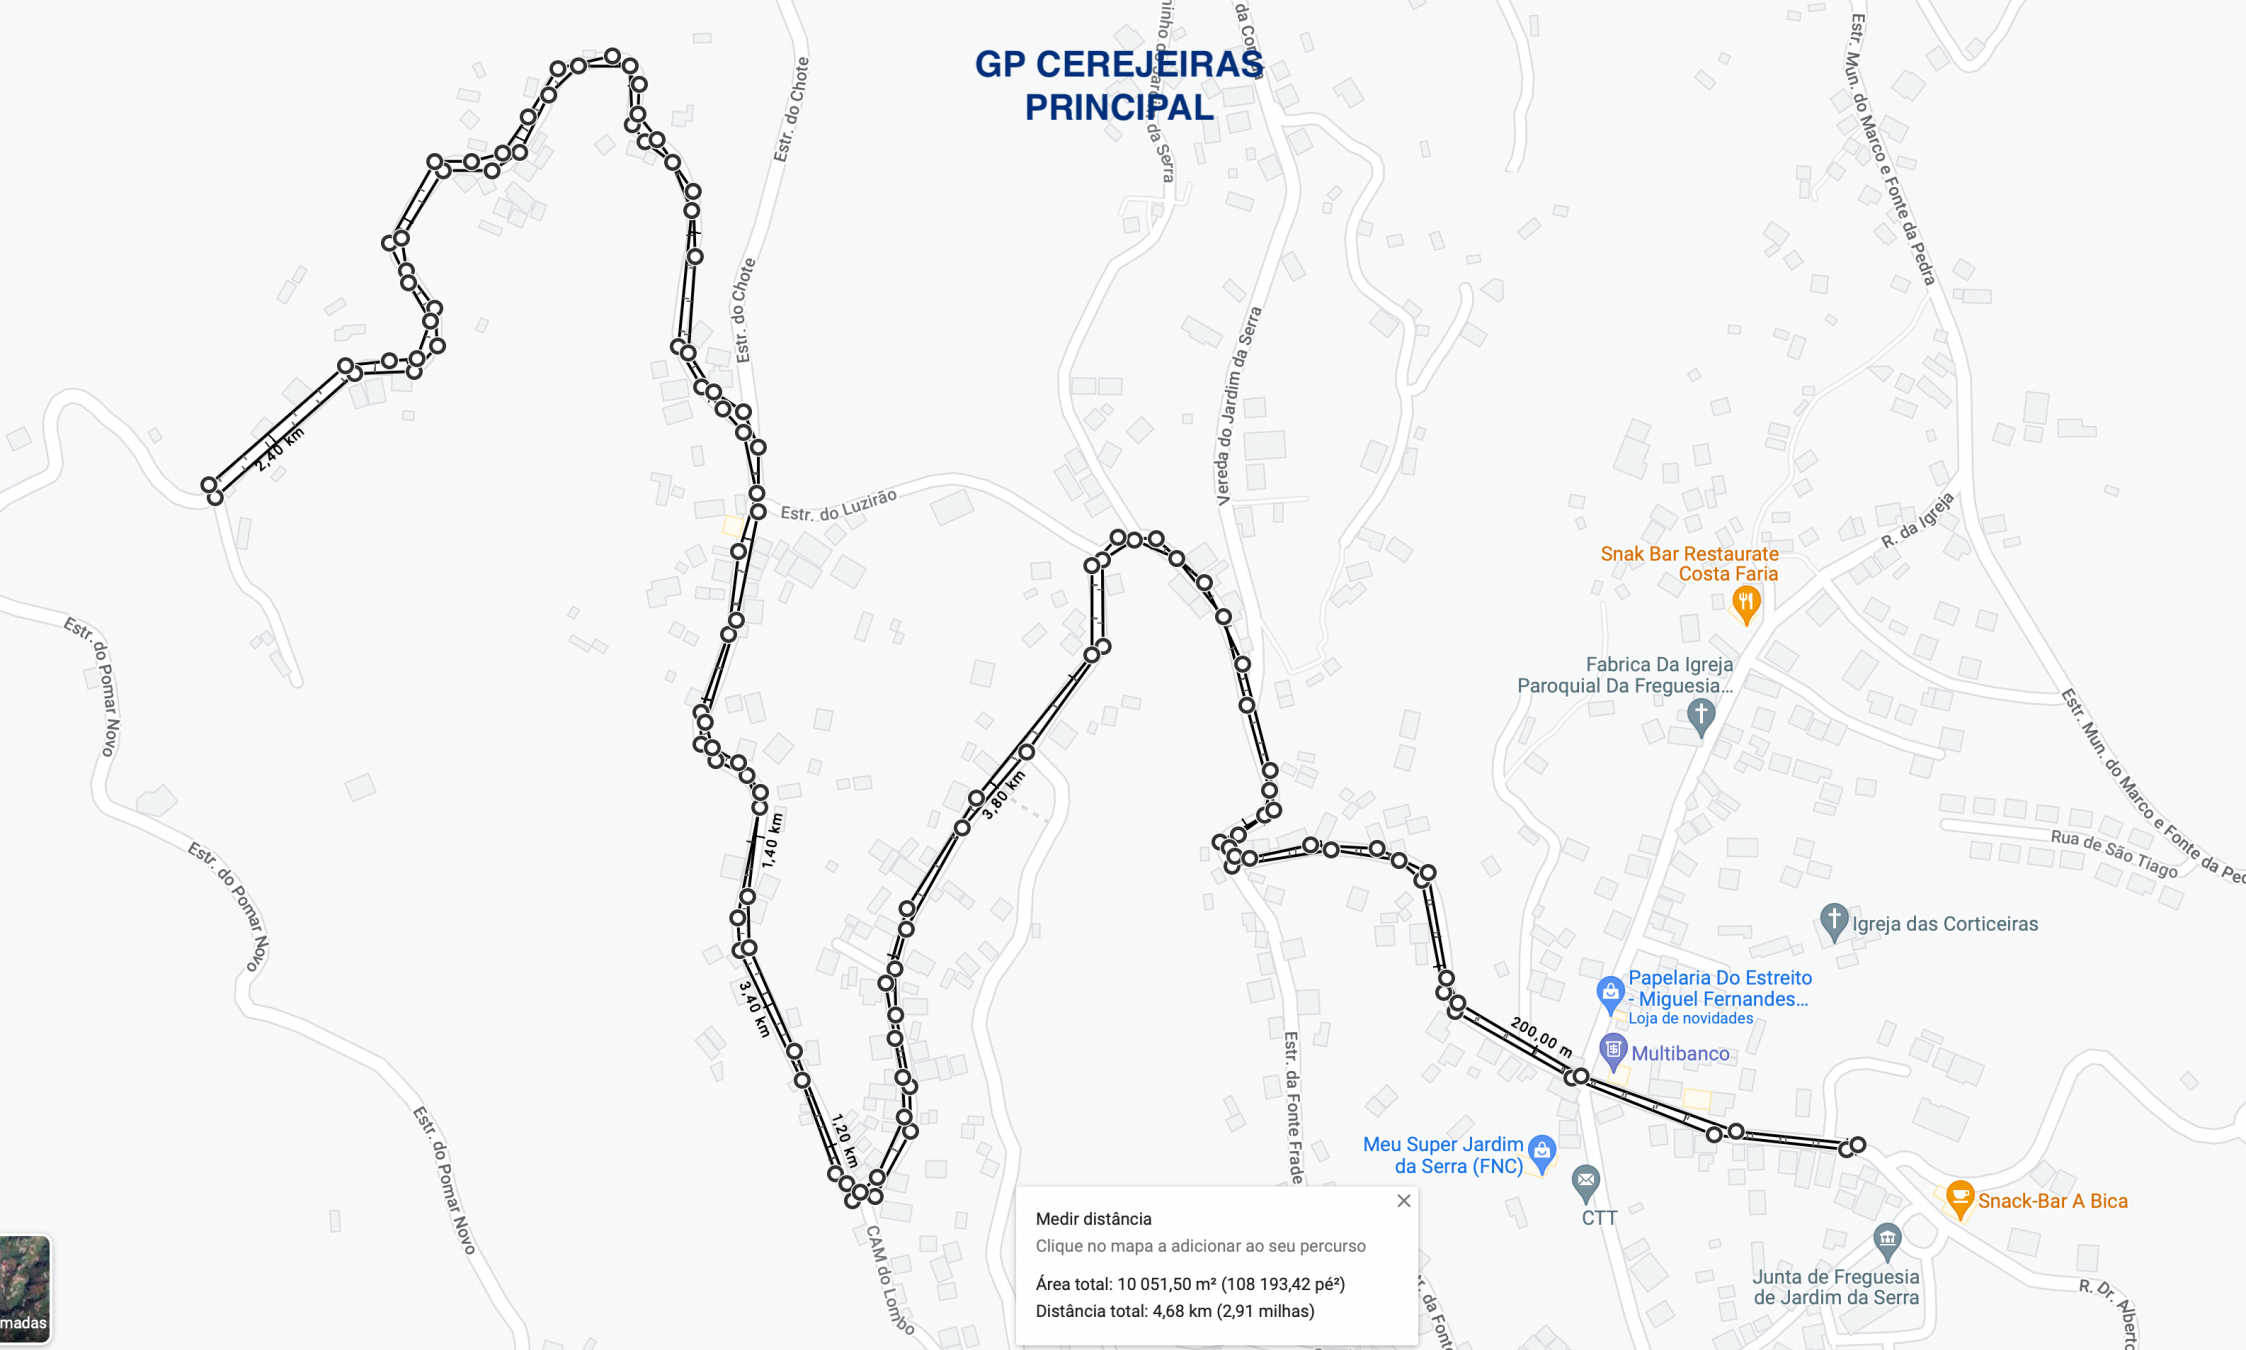 GP CEREJEIRAS
PRINCIPAL
da Serra
Estr. do Chote
Estr. do Chote
Vereda do Jardim da Serra
Estr. Mun. do Marco e Fonte da Pedra
2,40 km
Estr. do Luzirão
R. da Igreja
Snak Bar Restaurate
Costa Faria
Estr. do Pomar Novo
Fabrica Da Igreja
Paroquial Da Freguesia...
Estr. Mun. do Marco e Fonte da Ped
3,80 km
1,40 km
Rua de São Tiago
Estr. do Pomar Novo
Igreja das Corticeiras
3,40 km
Papelaria Do Estreito
- Miguel Fernandes...
Loja de novidades
200,00 m
Multibanco
Estr. da Fonte Frade
1,20 km
Estr. do Pomar Novo
Meu Super Jardim
da Serra (FNC)
CTT
Snack-Bar A Bica
CAM do Lombo
Medir distância
Clique no mapa a adicionar ao seu percurso
Área total: 10 051,50 m² (108 193,42 pé²)
Distância total: 4,68 km (2,91 milhas)
Junta de Freguesia
de Jardim da Serra
R. Dr. Alberto
da Fonte
madas